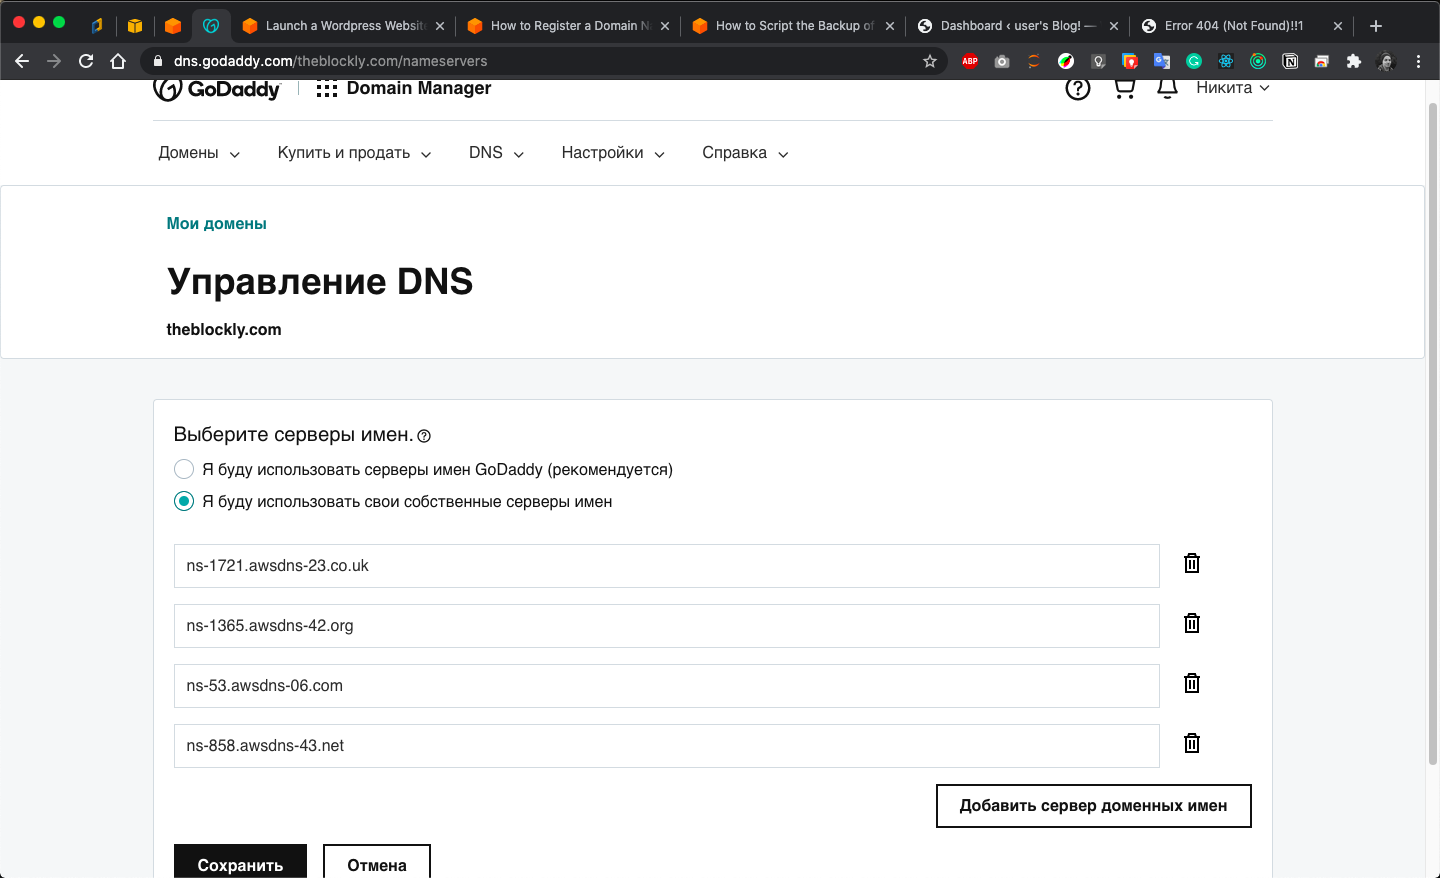 Launch a Wordpress Website
How to Register a Domain N
How to Script the Backup of
Dashboard ‹ user's Blog! —
Error 404 (Not Found)!!1
dns.godaddy.com/theblockly.com/nameservers
ABP
GoDaddy
Domain Manager
Никита
Домены
Купить и продать
DNS
Настройки
Справка
Мои домены
Управление DNS
theblockly.com
Выберите серверы имен.
Я буду использовать серверы имен GoDaddy (рекомендуется)
Я буду использовать свои собственные серверы имен
ns-1721.awsdns-23.co.uk
ns-1365.awsdns-42.org
ns-53.awsdns-06.com
ns-858.awsdns-43.net
Добавить сервер доменных имен
Сохранить
Отмена